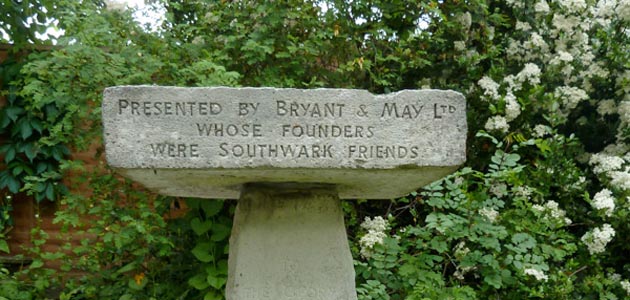 PRESENTED BY BRYANT & MAY LTD
WHOSE FOUNDERS
WERE SOUTHWARK FRIENDS